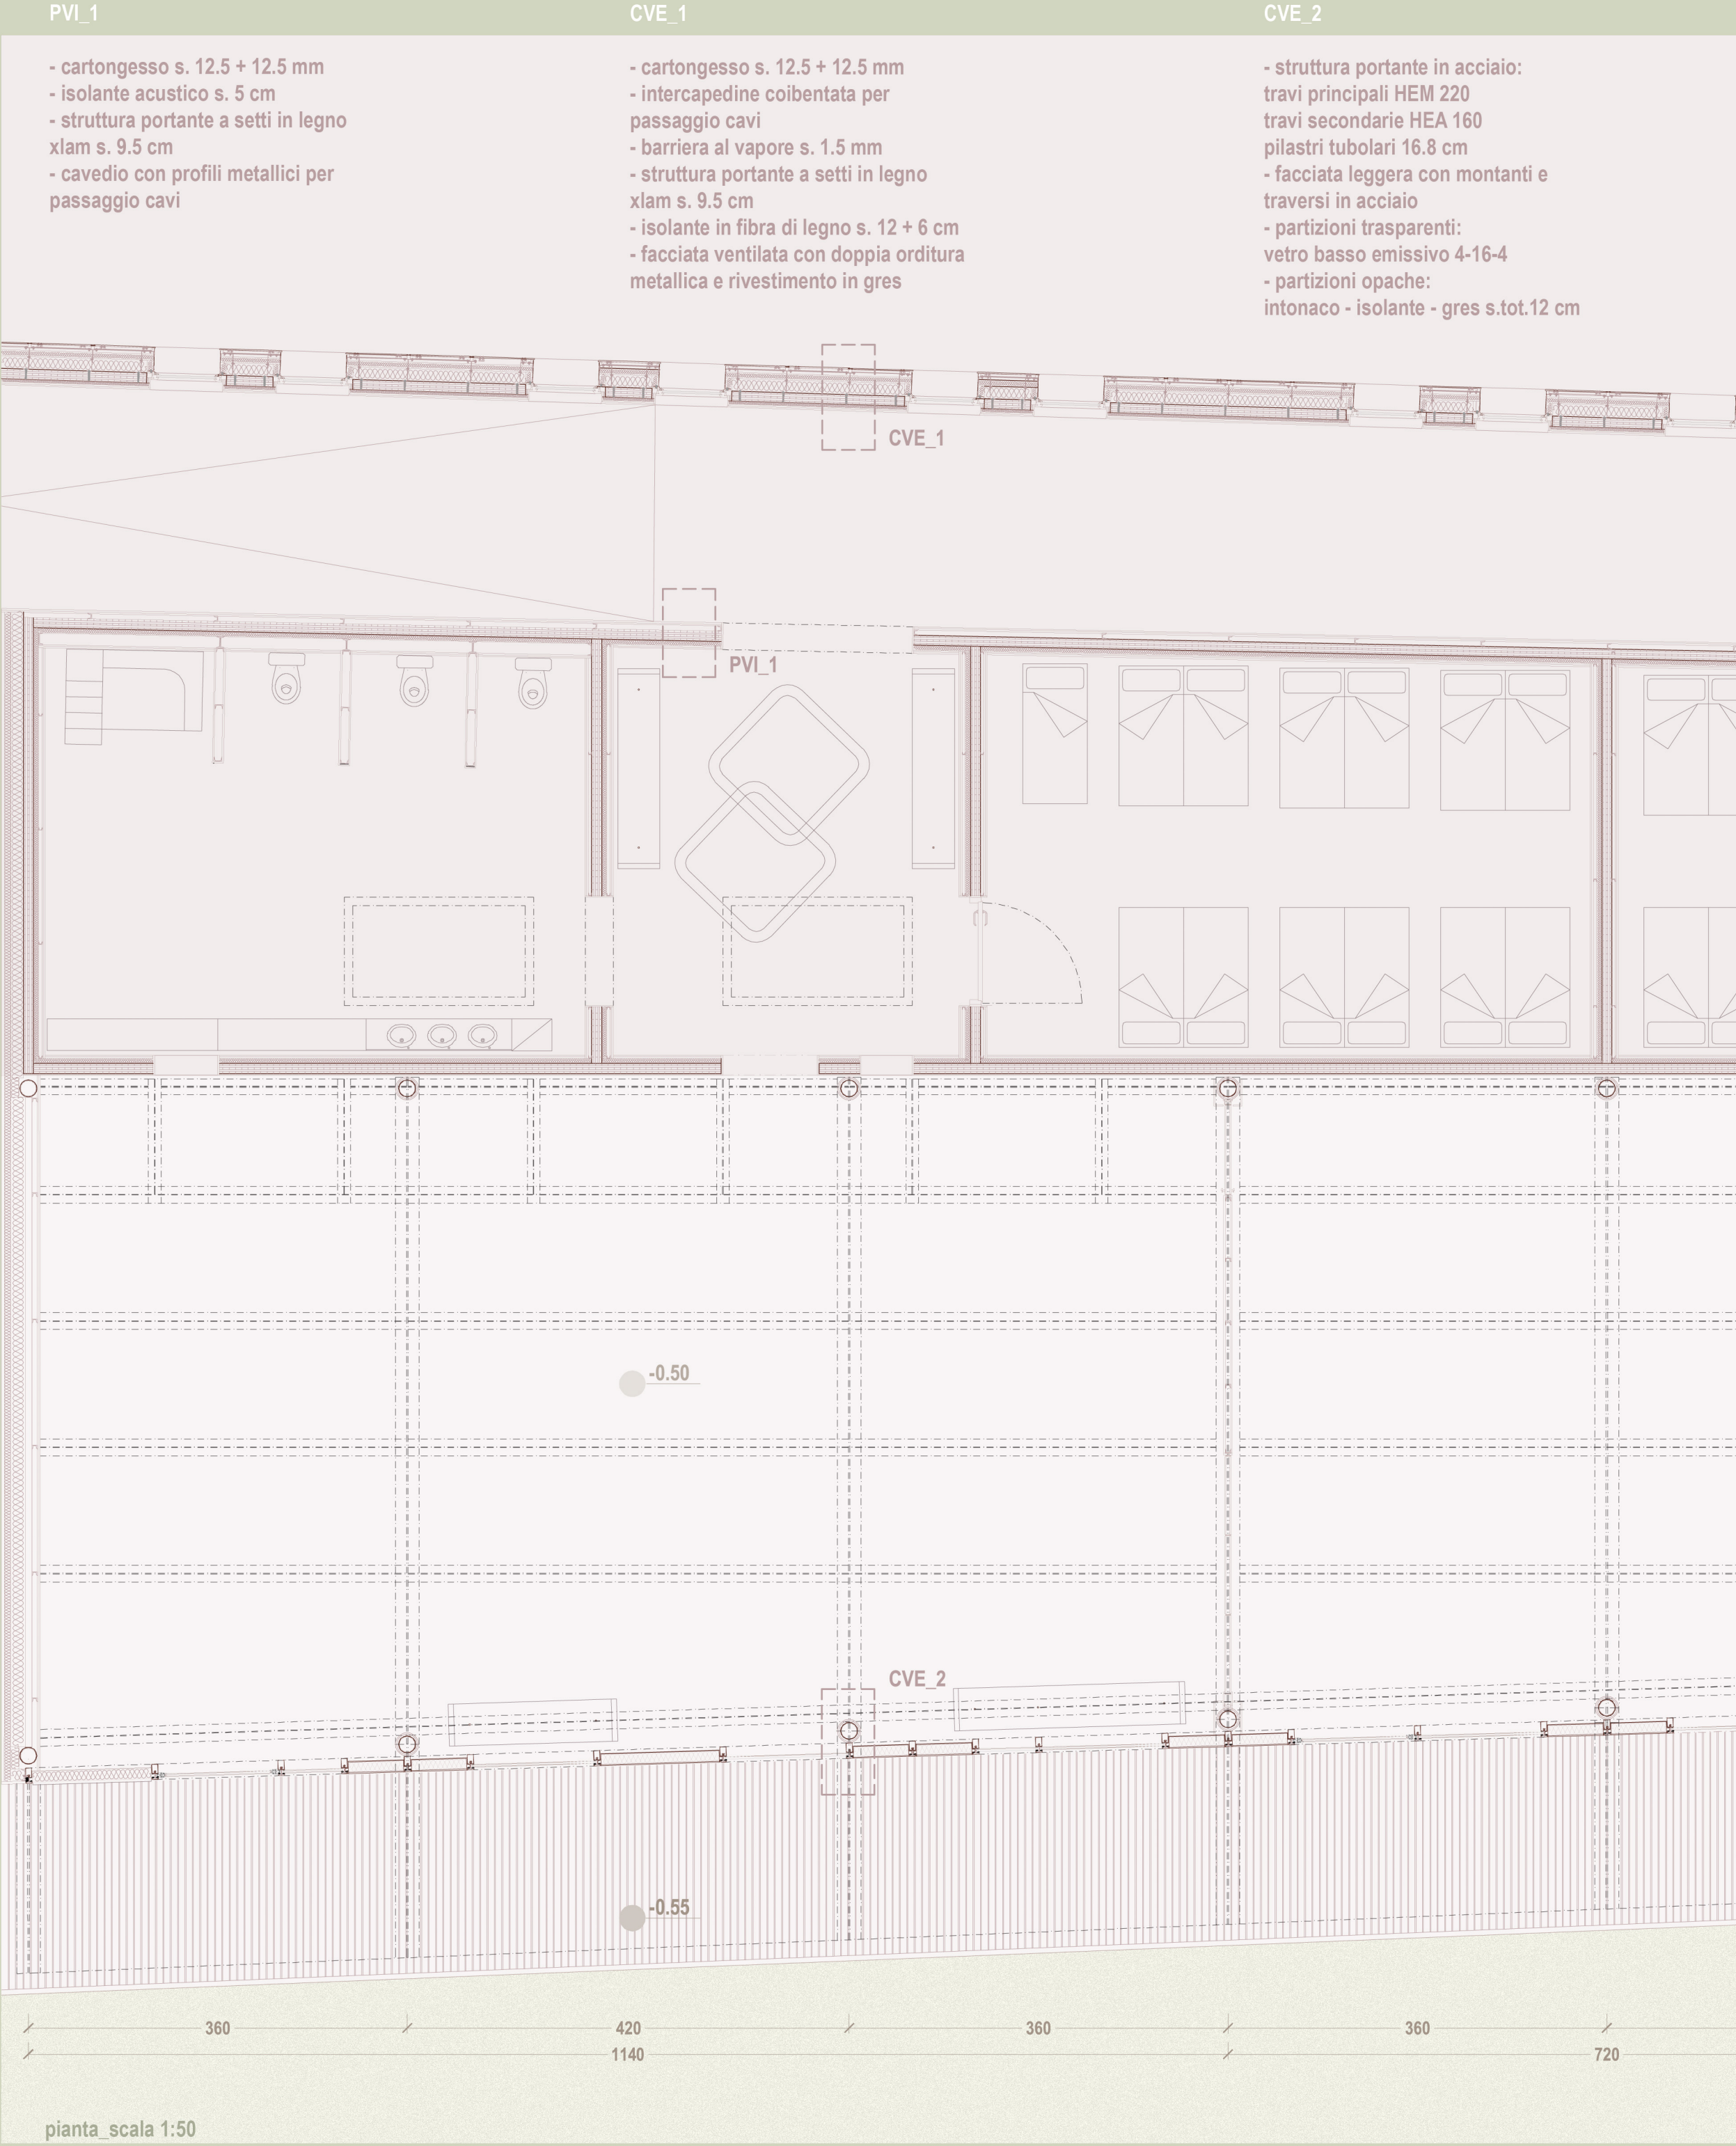 PVI_1
- cartongesso s. 12.5 + 12.5 mm
- isolante acustico s. 5 cm
- struttura portante a setti in legno
xlam s. 9.5 cm
- cavedio con profili metallici per
passaggio cavi
CVE_1
- cartongesso s. 12.5 + 12.5 mm
- intercapedine coibentata per
passaggio cavi
- barriera al vapore s. 1.5 mm
- struttura portante a setti in legno
xlam s. 9.5 cm
- isolante in fibra di legno s. 12 + 6 cm
- facciata ventilata con doppia orditura
metallica e rivestimento in gres
CVE_2
- struttura portante in acciaio:
travi principali HEM 220
travi secondarie HEA 160
pilastri tubolari 16.8 cm
- facciata leggera con montanti e
traversi in acciaio
- partizioni trasparenti:
vetro basso emissivo 4-16-4
- partizioni opache:
intonaco - isolante - gres s.tot.12 cm
CVE_1
PVI_1
-0.50
CVE_2
-0.55
360
420
360
360
1140
720
pianta_scala 1:50